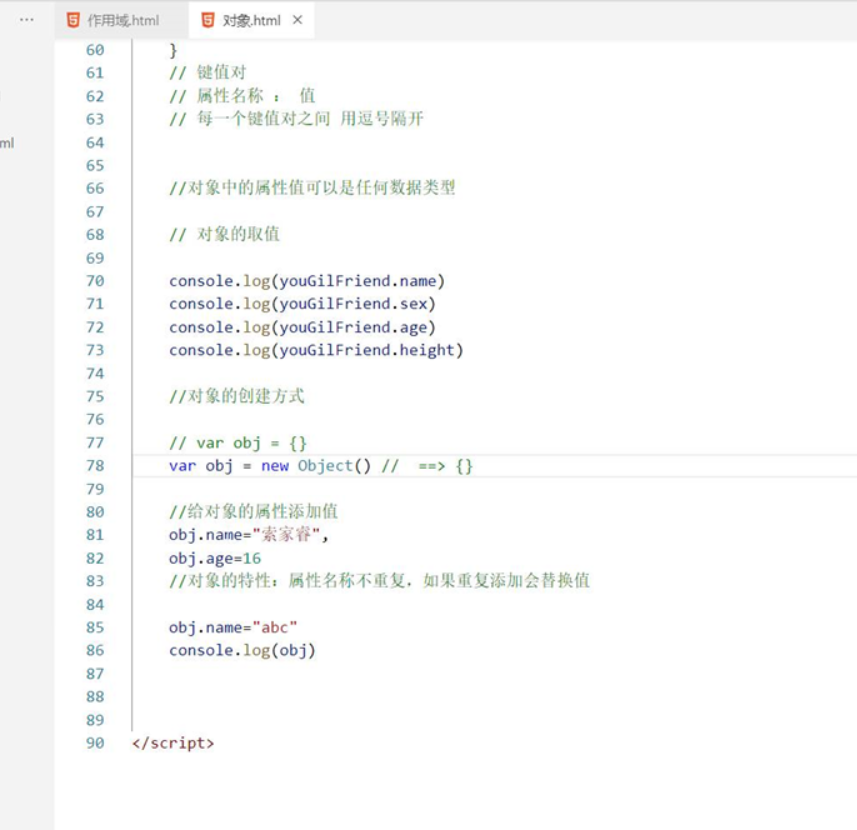 ··· 作用域.html 对象.html ×
ml
60 }
61 // 键值对
62 // 属性名称 : 值
63 // 每一个键值对之间 用逗号隔开
64
65
66 //对象中的属性值可以是任何数据类型
67
68 // 对象的取值
69
70 console.log(youGilFriend.name)
71 console.log(youGilFriend.sex)
72 console.log(youGilFriend.age)
73 console.log(youGilFriend.height)
74
75 //对象的创建方式
76
77 // var obj = {}
78 var obj = new Object() //  ==> {}
79
80 //给对象的属性添加值
81 obj.name="索家睿",
82 obj.age=16
83 //对象的特性: 属性名称不重复, 如果重复添加会替换值
84
85 obj.name="abc"
86 console.log(obj)
87
88
89
90 </script>